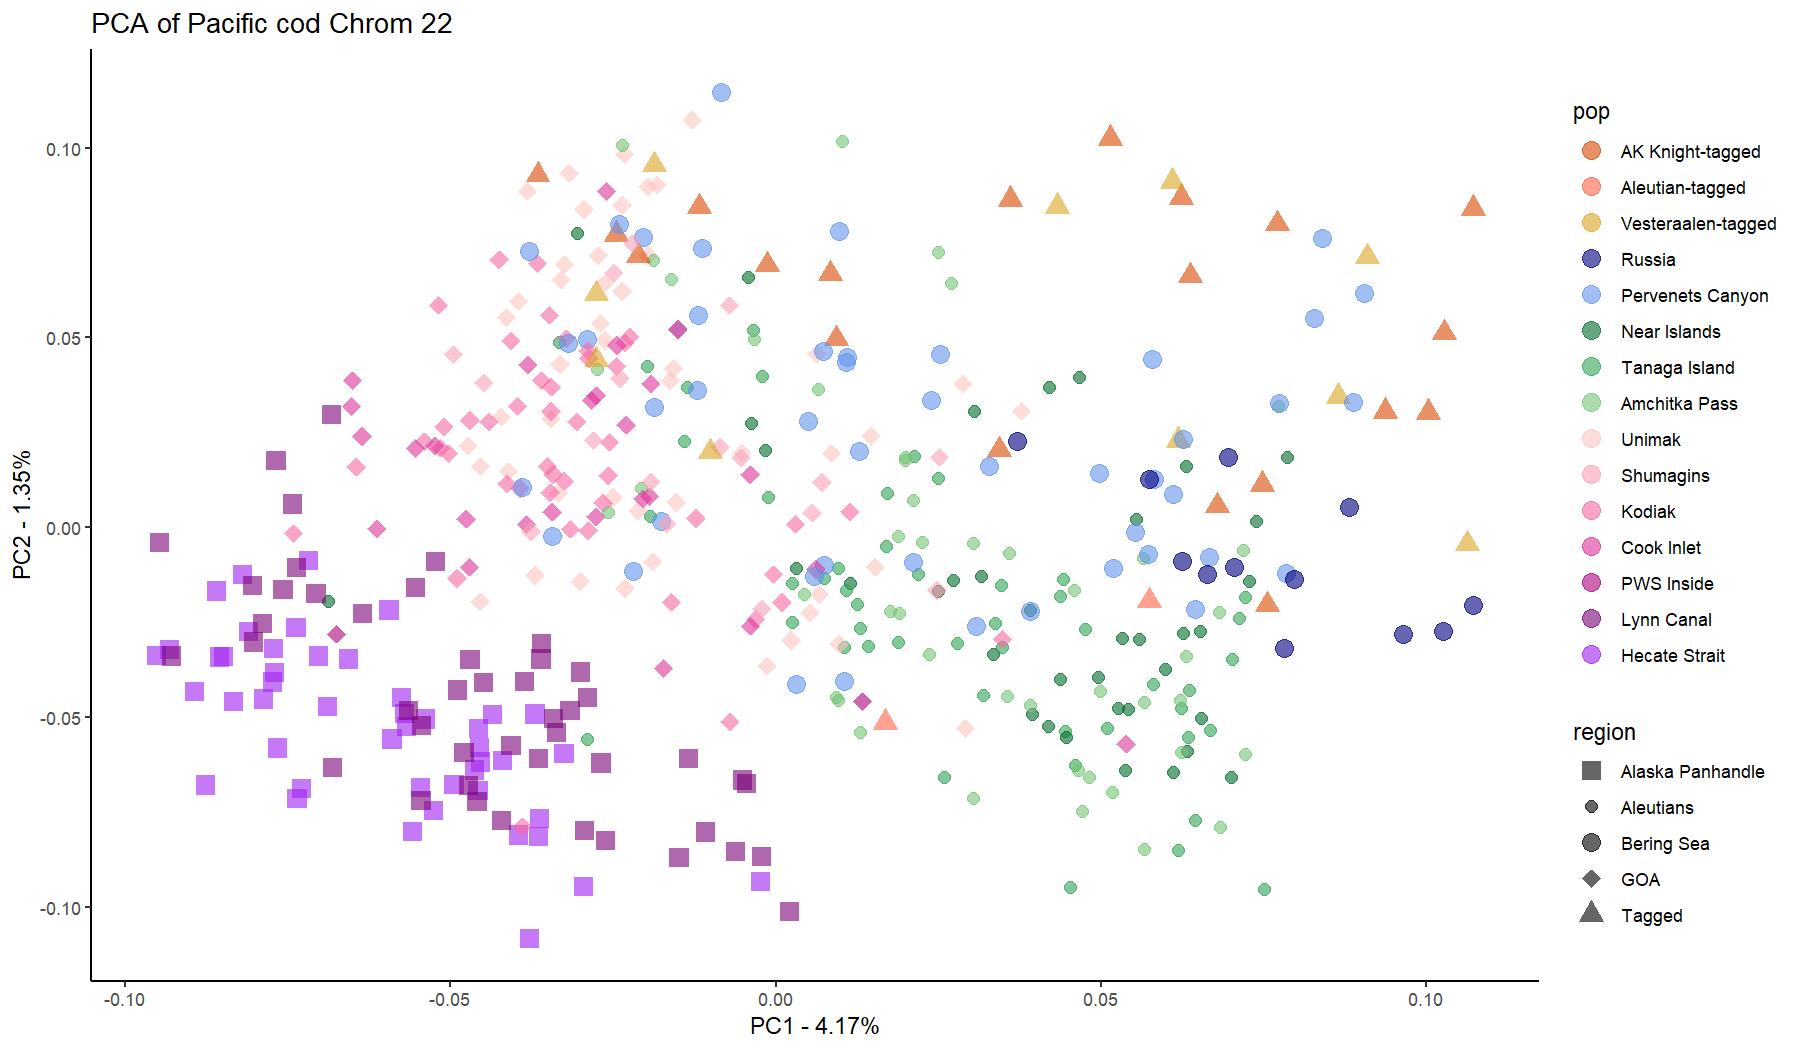 PCA of Pacific cod Chrom 22
PC2 - 1.35%
0.10
0.05
0.00
-0.05
-0.10
-0.10
-0.05
0.00
0.05
0.10
PC1 - 4.17%
pop
AK Knight-tagged
Aleutian-tagged
Vesteraalen-tagged
Russia
Pervenets Canyon
Near Islands
Tanaga Island
Amchitka Pass
Unimak
Shumagins
Kodiak
Cook Inlet
PWS Inside
Lynn Canal
Hecate Strait
region
Alaska Panhandle
Aleutians
Bering Sea
GOA
Tagged